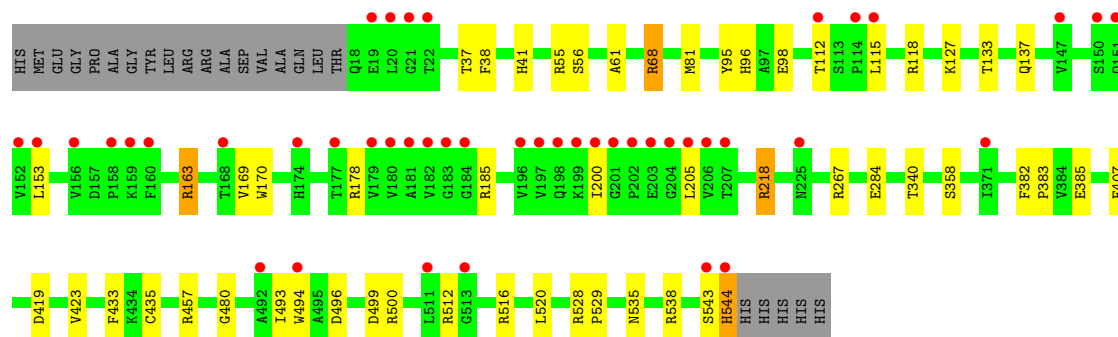 HIS MET GLU GLY PRO ALA GLY TYR LEU ARG ARG ALA SER VAL ALA GLN LEU THR Q18 E19 L20 G21 T22 T37 F38 H41 R55 S56 A61 R68 M81 Y95 H96 A97 E98 T112 S113 P114 L115 R118 K127 T133 Q137 V147 S150 Q151
V152 L153 V156 D157 P158 K159 F160 R163 T168 V169 W170 H174 T177 R178 V179 V180 A181 V182 G183 G184 R185 V196 V197 Q198 K199 I200 G201 P202 E203 G204 L205 V206 T207 R218 N225 R267 E284 T340 S358 I371 F382 P383 V384 E385
D419 V423 F433 K434 C435 R457 G480 A492 I493 W494 A495 D496 D499 R500 L511 R512 G513 R516 L520 R528 P529 N535 R538 S543 H544 HIS HIS HIS HIS HIS